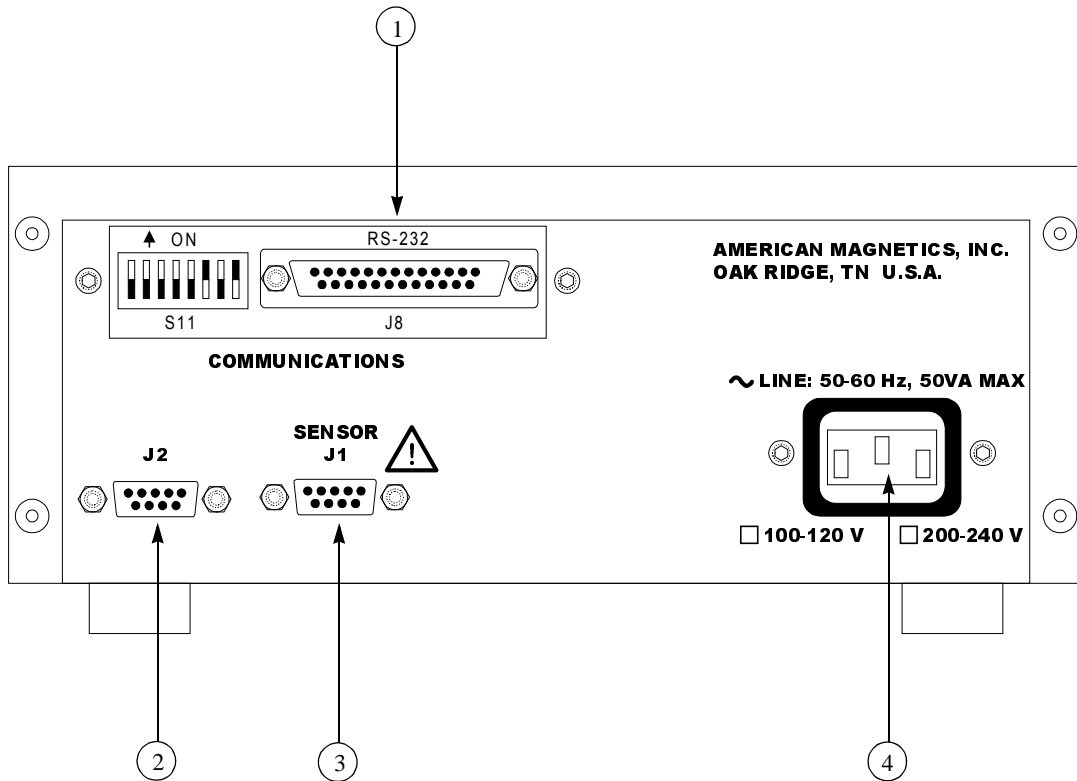 1
ON
RS-232
S11
J8
COMMUNICATIONS
AMERICAN MAGNETICS, INC.
OAK RIDGE, TN U.S.A.
~ LINE: 50-60 Hz, 50VA MAX
J2
SENSOR
J1
!
100-120 V
200-240 V
2
3
4